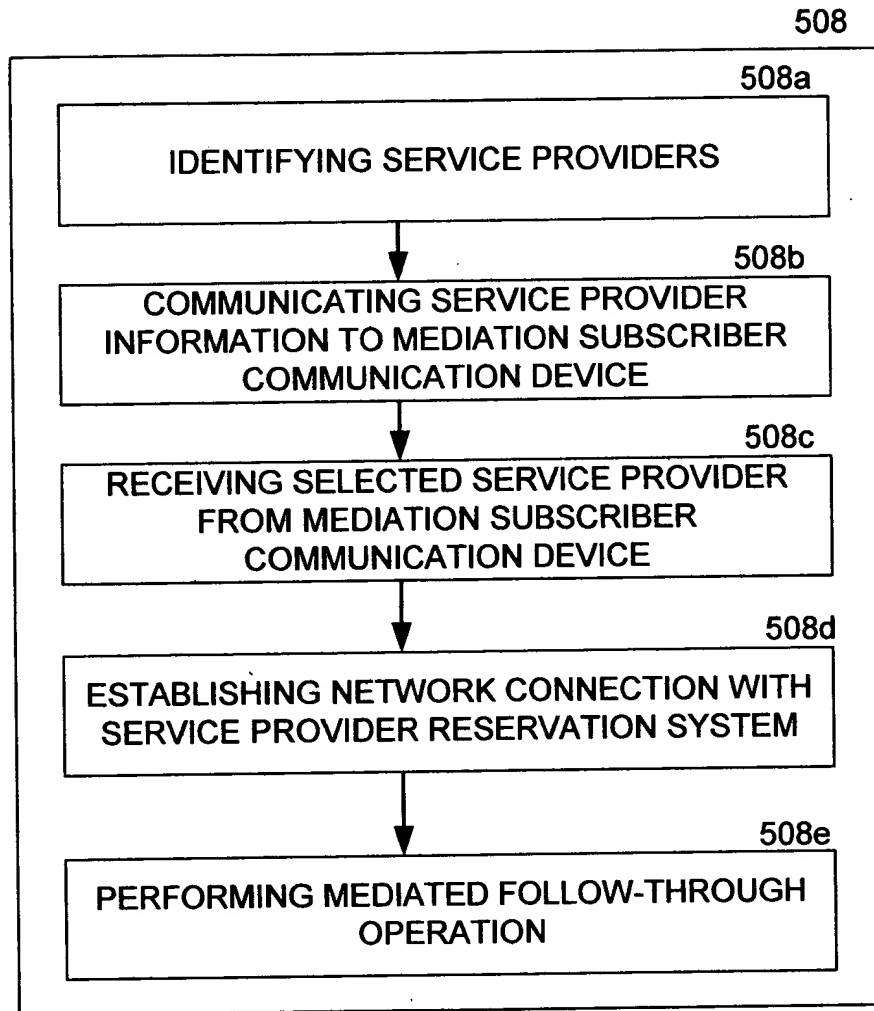 508
508a
IDENTIFYING SERVICE PROVIDERS
508b
COMMUNICATING SERVICE PROVIDER
INFORMATION TO MEDIATION SUBSCRIBER
COMMUNICATION DEVICE
508c
RECEIVING SELECTED SERVICE PROVIDER
FROM MEDIATION SUBSCRIBER
COMMUNICATION DEVICE
508d
ESTABLISHING NETWORK CONNECTION WITH
SERVICE PROVIDER RESERVATION SYSTEM
508e
PERFORMING MEDIATED FOLLOW-THROUGH
OPERATION